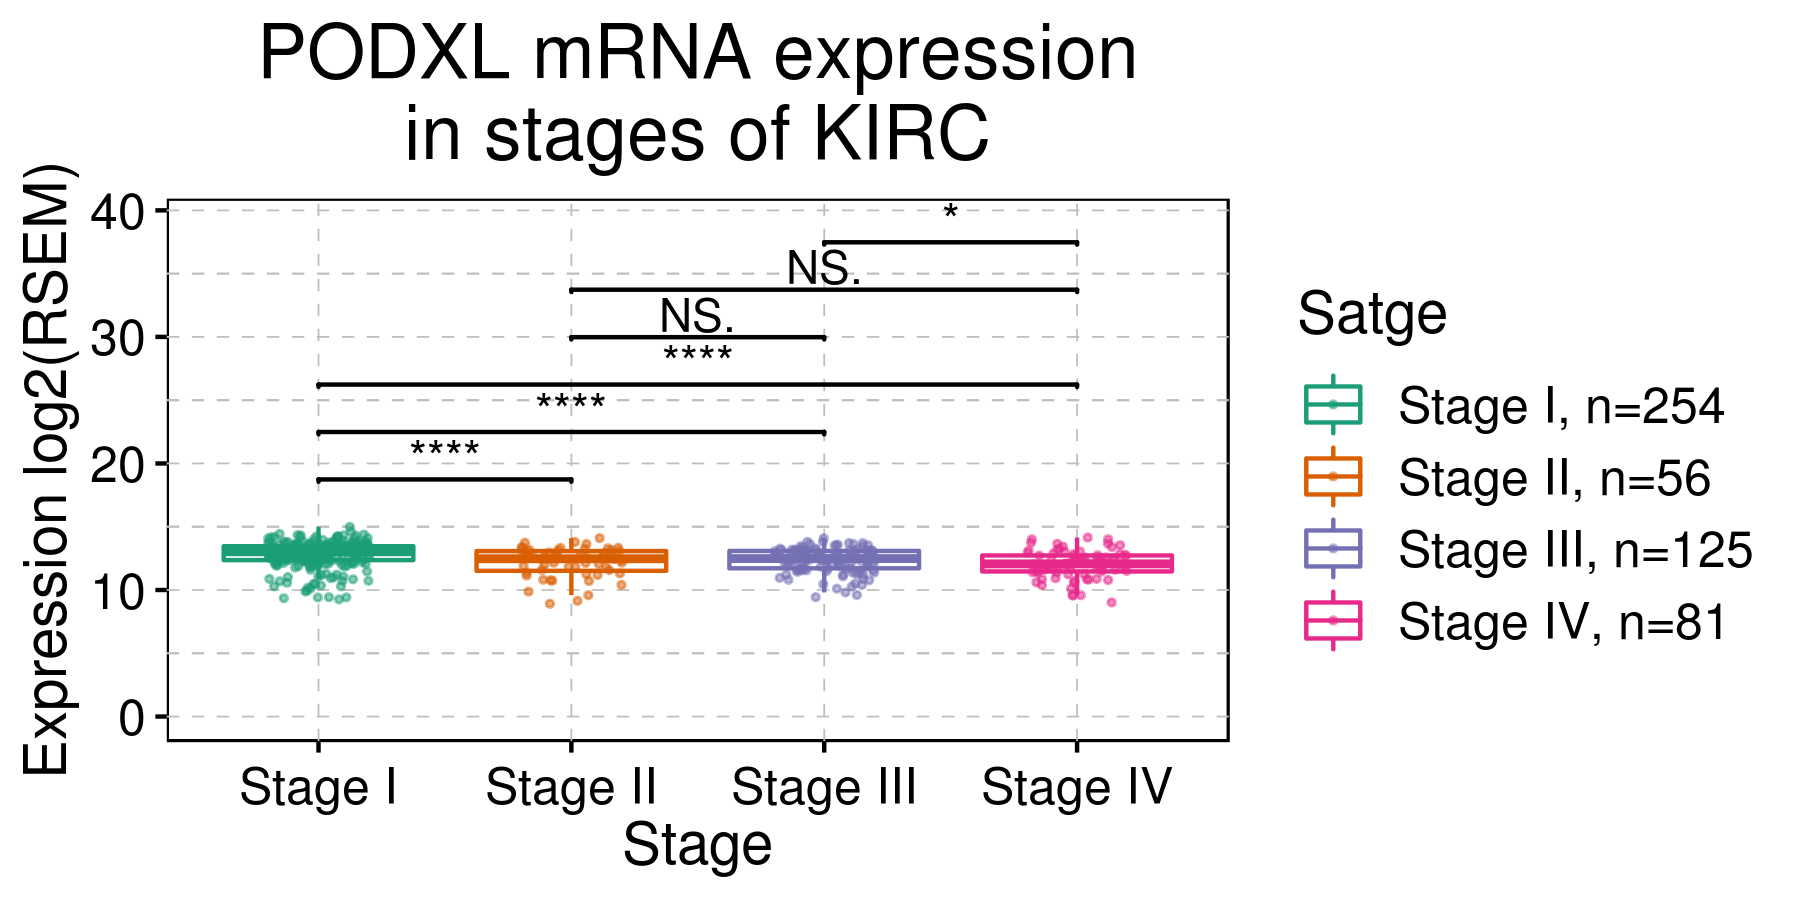 PODXL mRNA expression
in stages of KIRC
Expression log2(RSEM)
40
30
20
10
0
*
NS.
NS.
****
****
****
Stage I
Stage II
Stage III
Stage IV
Stage
Satge
Stage I, n=254
Stage II, n=56
Stage III, n=125
Stage IV, n=81